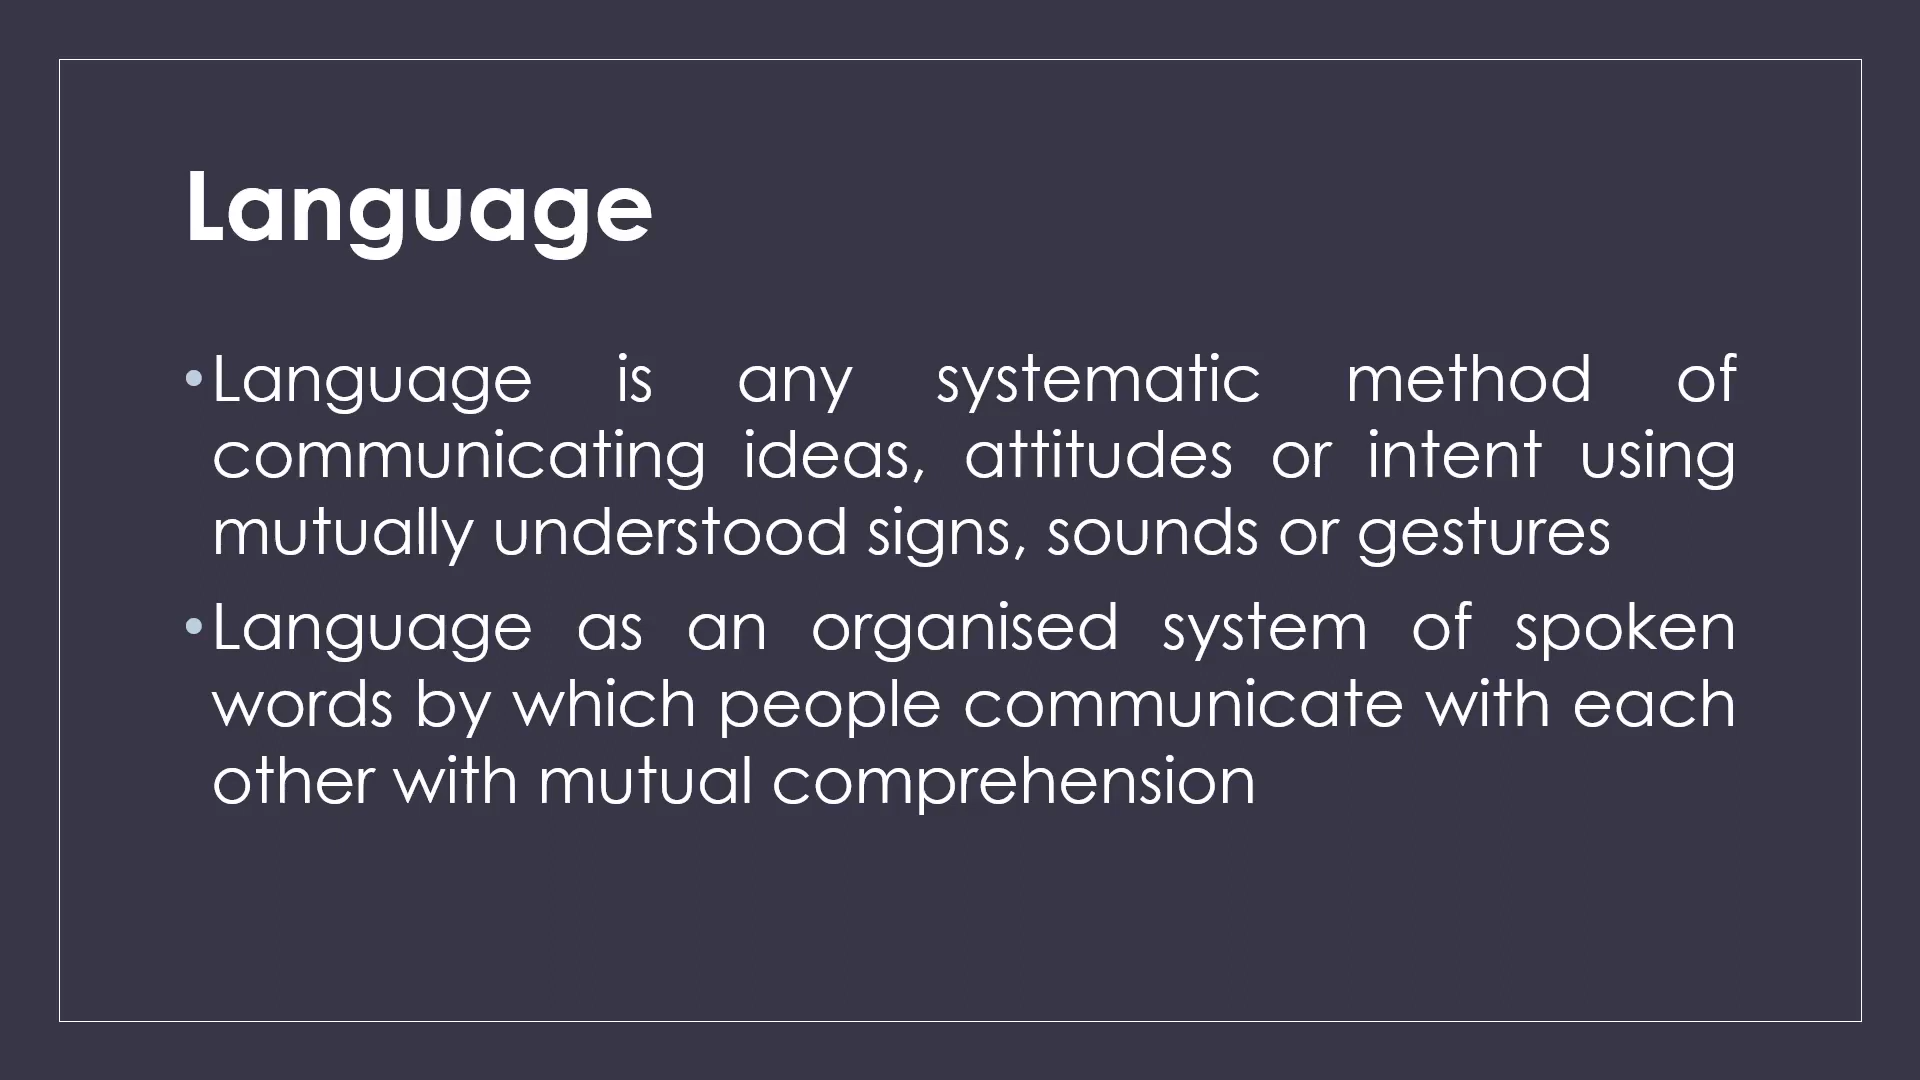 Language
•Language is any systematic method of
communicating ideas, attitudes or intent using
mutually understood signs, sounds or gestures
•Language as an organised system of spoken
words by which people communicate with each
other with mutual comprehension